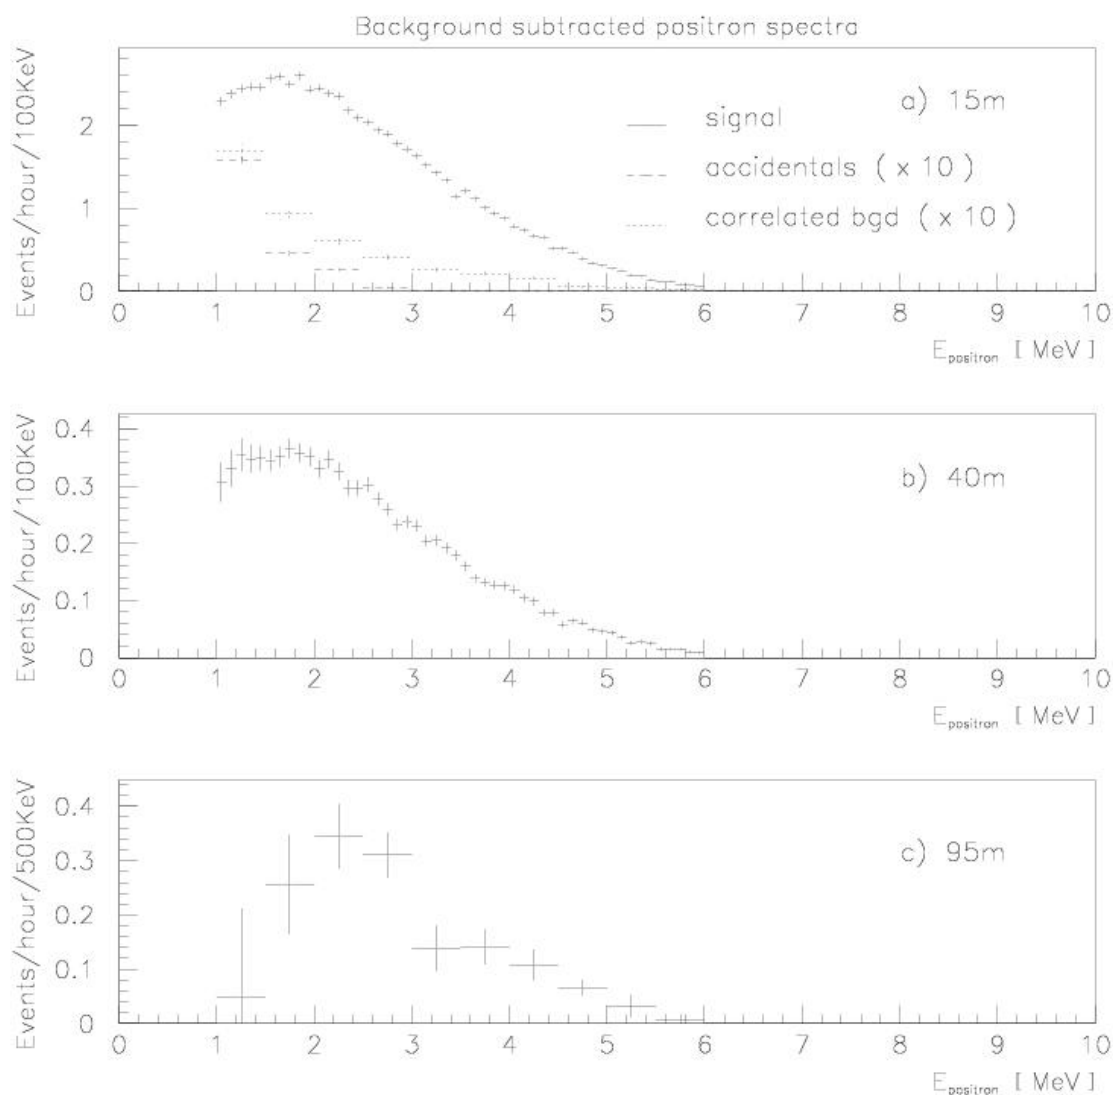 Background subtracted positron spectra
Events/hour/100KeV
2
1
0
a) 15m
signal
accidentals (x 10)
correlated bgd (x 10)
0 1 2 3 4 5 6 7 8 9 10
E positron [ MeV ]
Events/hour/100KeV
0.4
0.3
0.2
0.1
0
b) 40m
0 1 2 3 4 5 6 7 8 9 10
E positron [ MeV ]
Events/hour/500KeV
0.4
0.3
0.2
0.1
0
c) 95m
0 1 2 3 4 5 6 7 8 9 10
E positron [ MeV ]